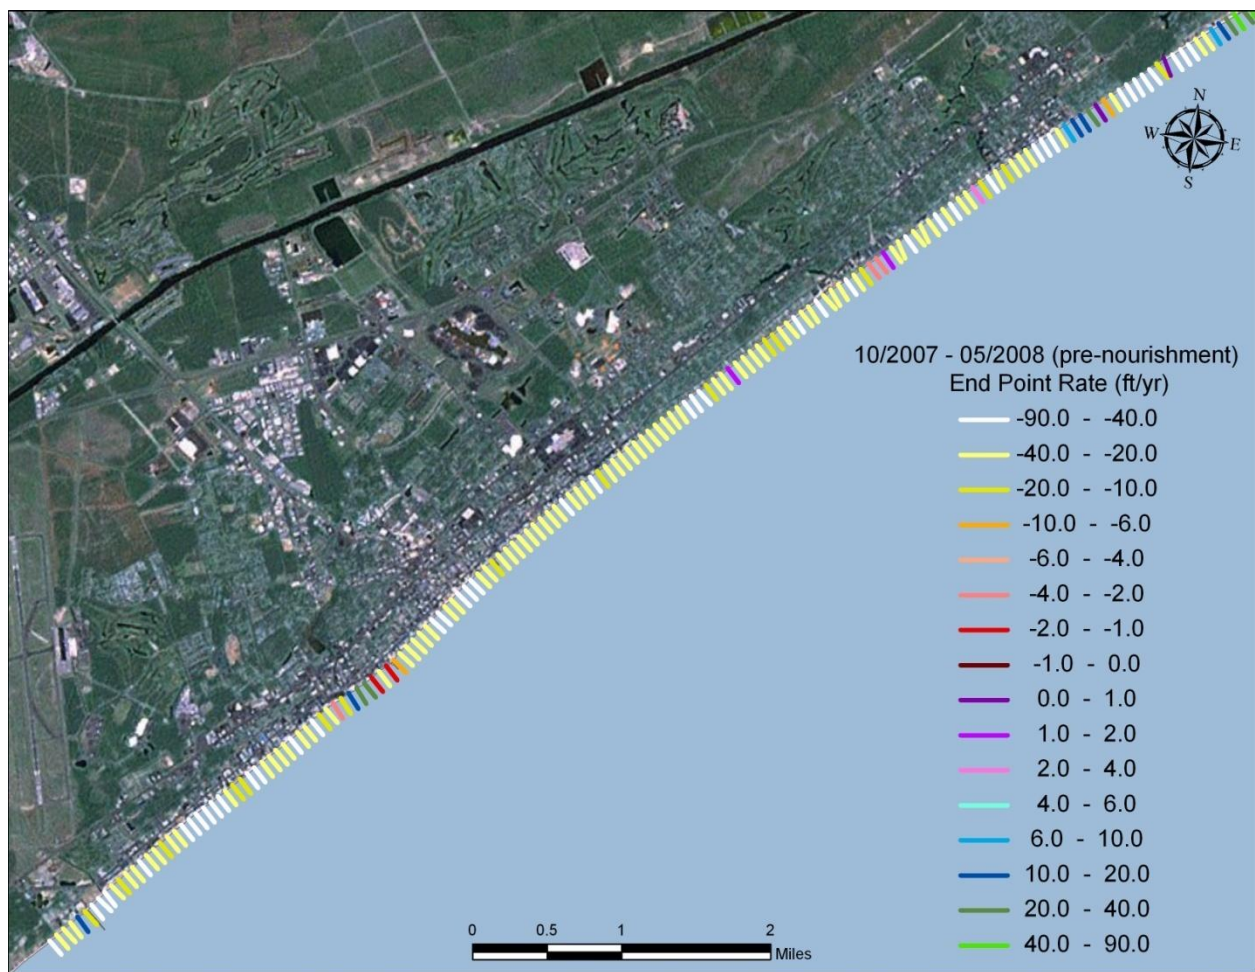 N
W E
S
10/2007 - 05/2008 (pre-nourishment)
End Point Rate (ft/yr)
-90.0 - -40.0
-40.0 - -20.0
-20.0 - -10.0
-10.0 - -6.0
-6.0 - -4.0
-4.0 - -2.0
-2.0 - -1.0
-1.0 - 0.0
0.0 - 1.0
1.0 - 2.0
2.0 - 4.0
4.0 - 6.0
6.0 - 10.0
10.0 - 20.0
20.0 - 40.0
40.0 - 90.0
0 0.5 1 2
Miles